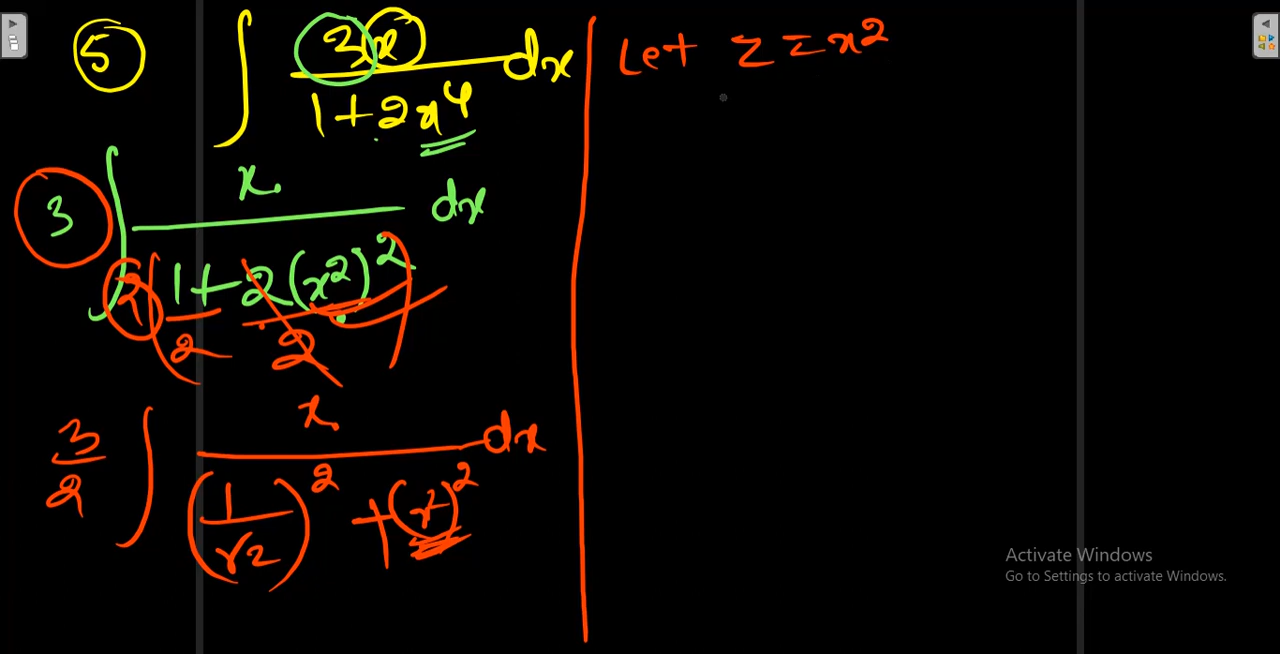 5 ∫ 3x / (1+2x⁴) dx
Let z = x²
3 ∫ x / 2(1/2 + 2(x²)²/2) dx
3/2 ∫ x / ((1/√2)² + (x²)²) dx
Activate Windows
Go to Settings to activate Windows.